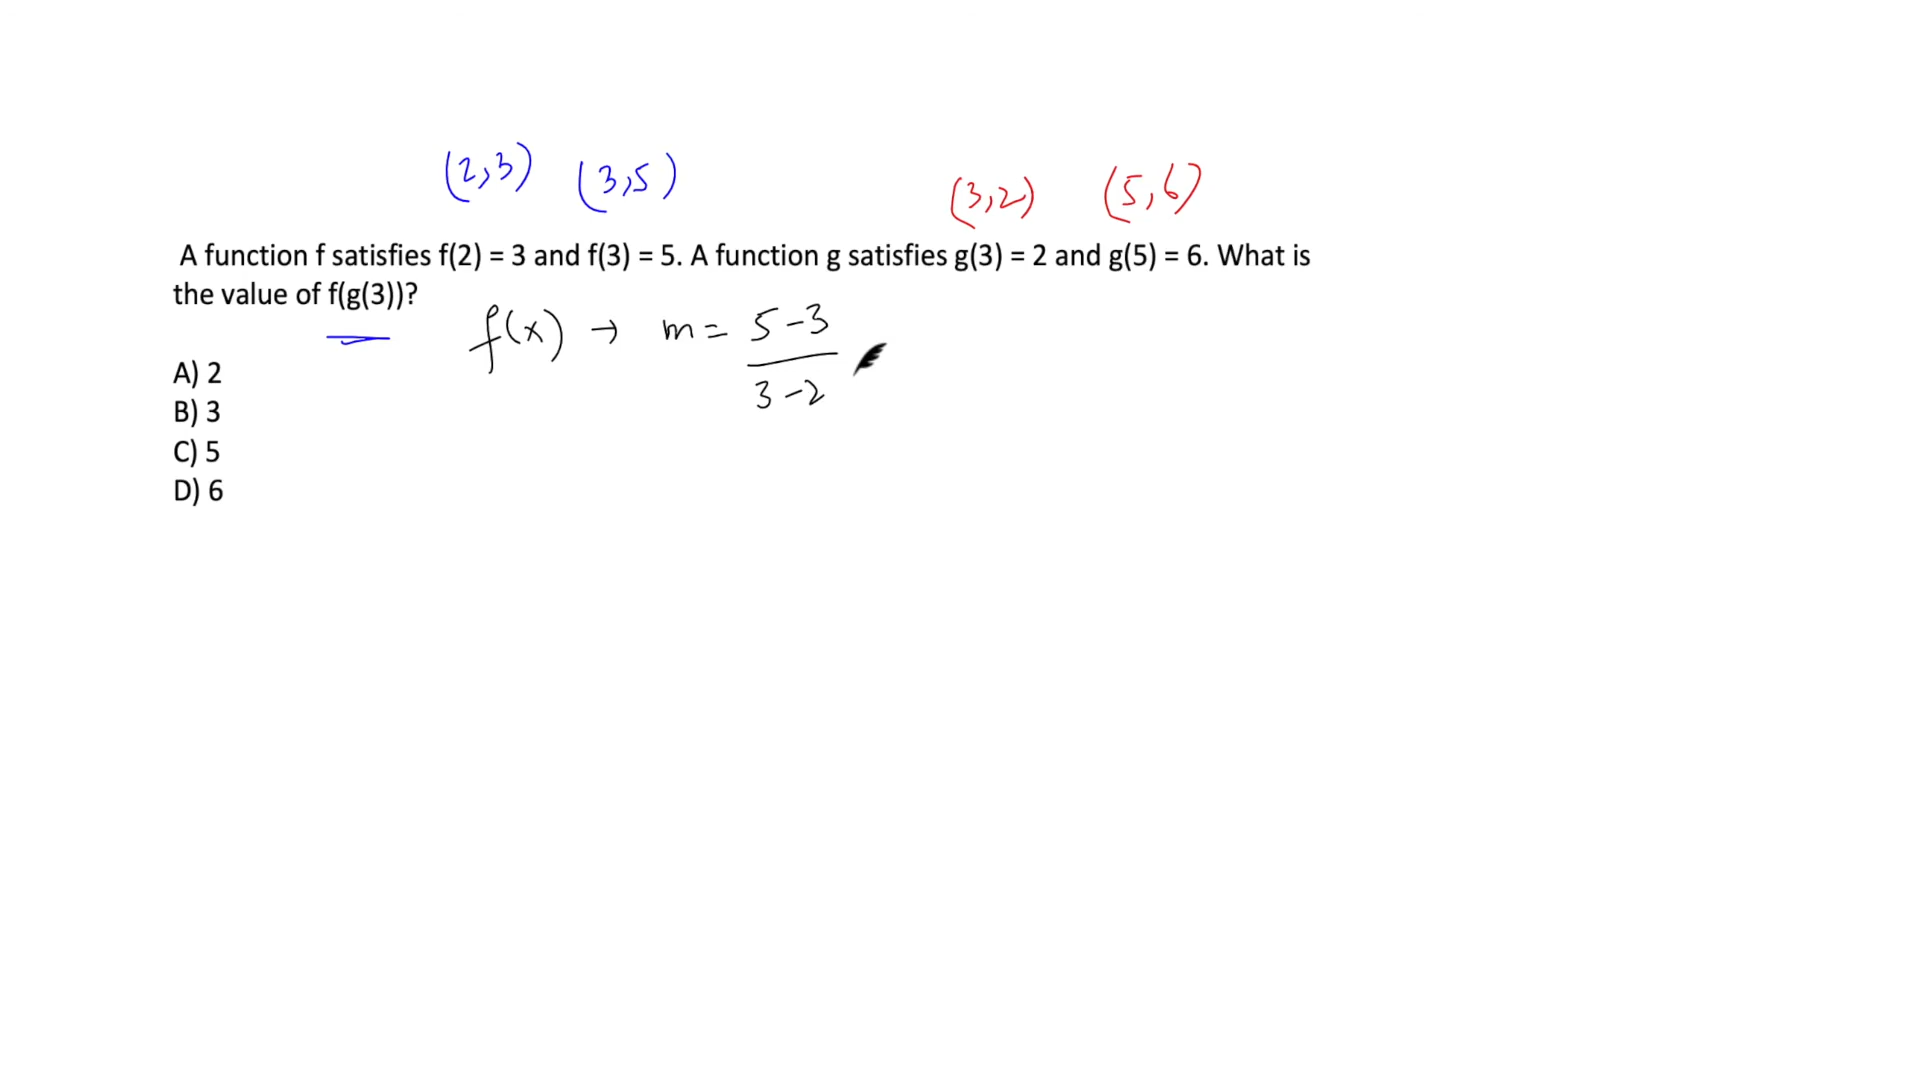 (2,3) (3,5) (3,2) (5,6)
A function f satisfies f(2) = 3 and f(3) = 5. A function g satisfies g(3) = 2 and g(5) = 6. What is
the value of f(g(3))?
f(x) → m = 5-3
3-2
A) 2
B) 3
C) 5
D) 6